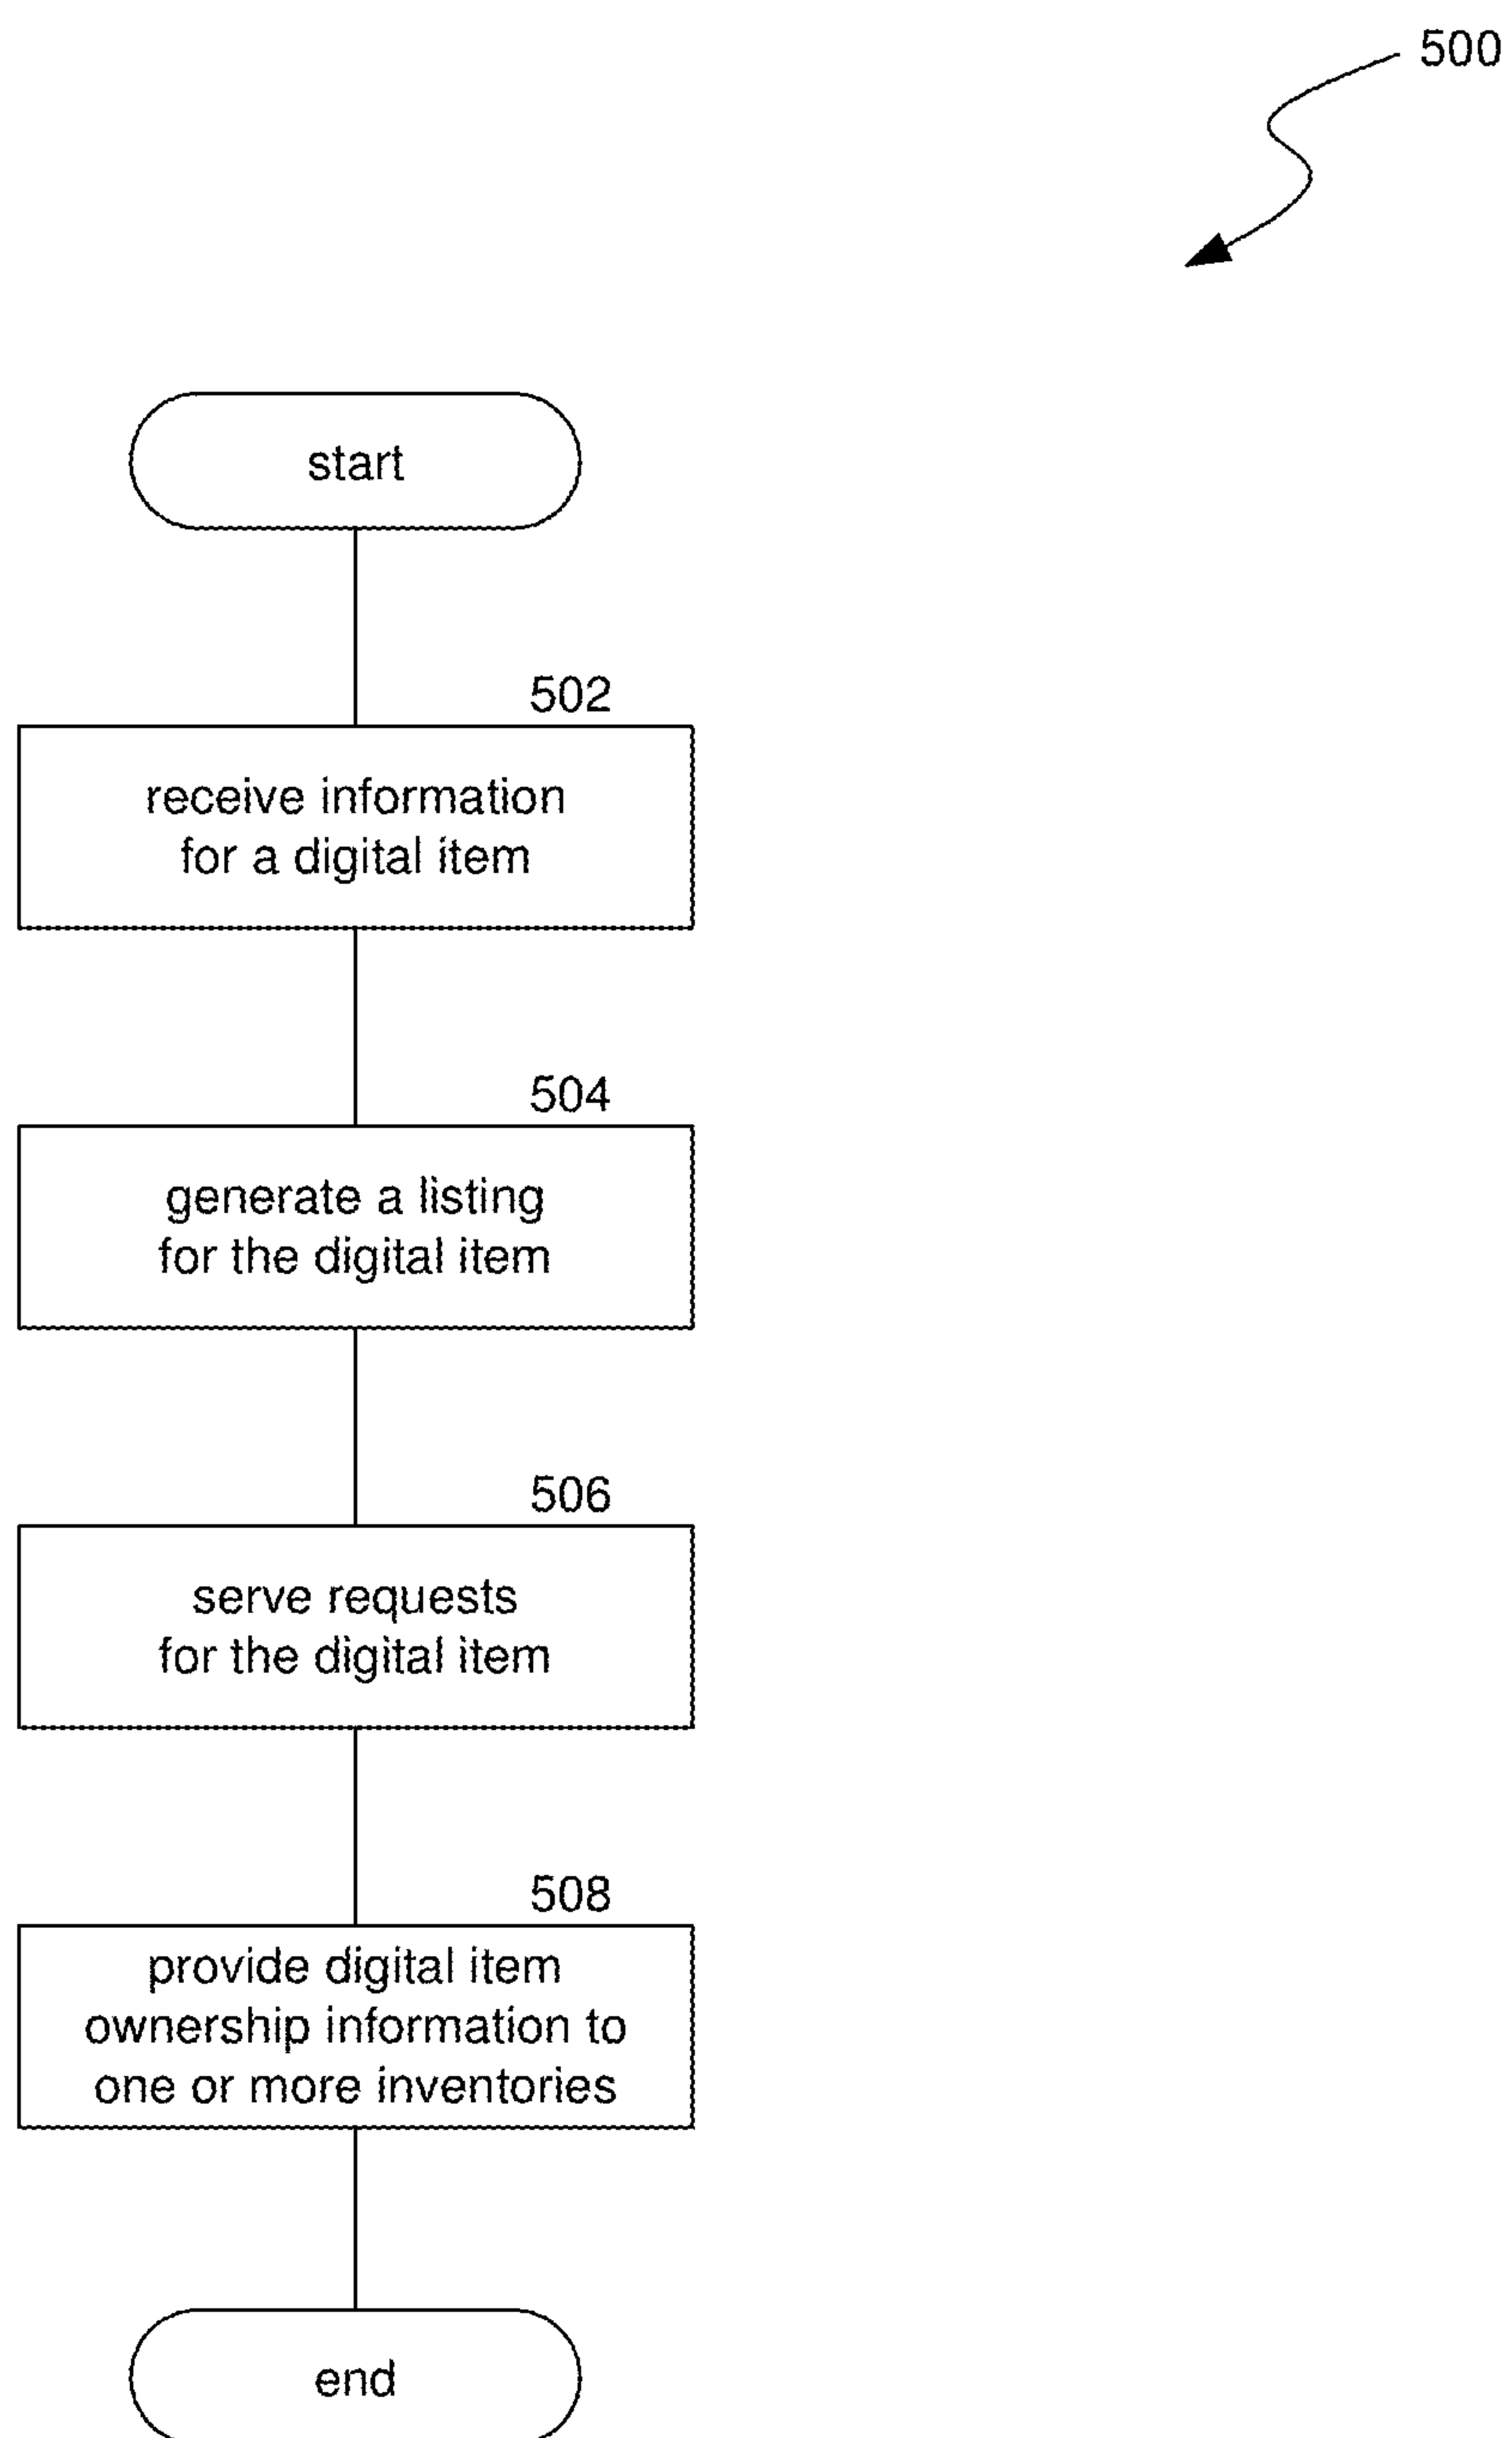 500
start
502
receive information
for a digital item
504
generate a listing
for the digital item
506
serve requests
for the digital item
508
provide digital item
ownership information to
one or more inventories
end